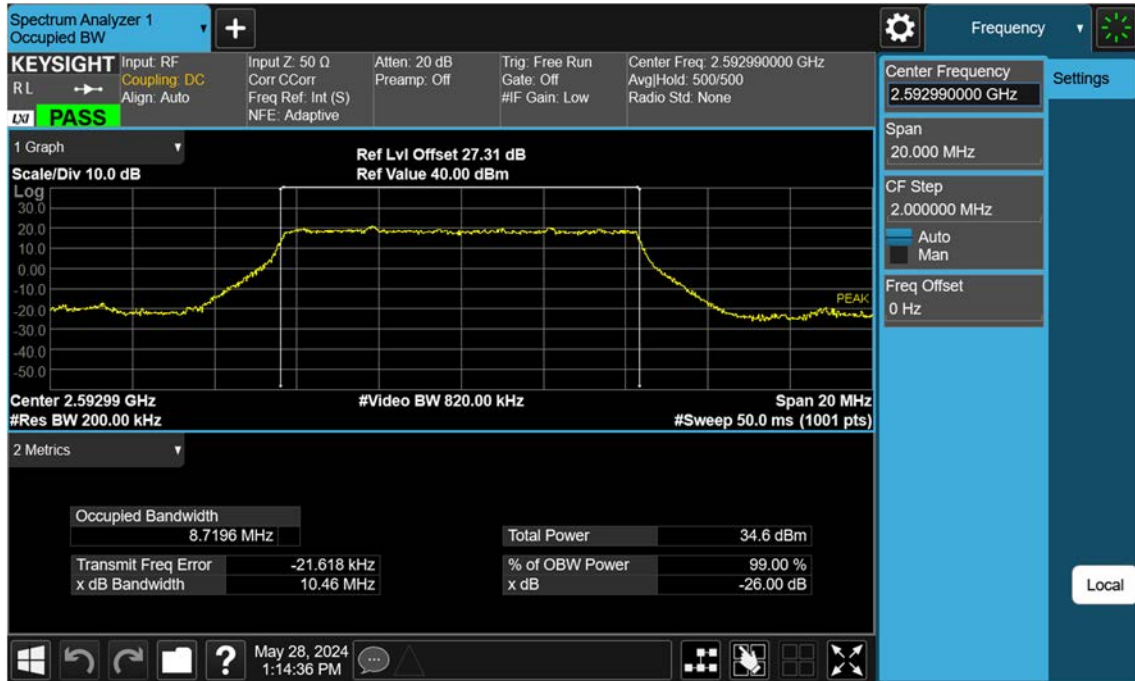 Spectrum Analyzer 1
Occupied BW
+
Frequency
KEYSIGHT
R L
LXI
PASS
Input: RF
Coupling: DC
Align: Auto
Input Z: 50 Ω
Corr CCorr
Freq Ref: Int (S)
NFE: Adaptive
Atten: 20 dB
Preamp: Off
Trig: Free Run
Gate: Off
#IF Gain: Low
Center Freq: 2.592990000 GHz
Avg|Hold: 500/500
Radio Std: None
Center Frequency
2.592990000 GHz
Settings
Span
20.000 MHz
CF Step
2.000000 MHz
Auto
Man
Freq Offset
0 Hz
Local
1 Graph
Scale/Div 10.0 dB
Ref Lvl Offset 27.31 dB
Ref Value 40.00 dBm
Log
30.0
20.0
10.0
0.00
-10.0
-20.0
-30.0
-40.0
-50.0
PEAK
Center 2.59299 GHz
#Video BW 820.00 kHz
Span 20 MHz
#Res BW 200.00 kHz
#Sweep 50.0 ms (1001 pts)
2 Metrics
Occupied Bandwidth
8.7196 MHz
Total Power 34.6 dBm
Transmit Freq Error -21.618 kHz
% of OBW Power 99.00 %
x dB Bandwidth 10.46 MHz
x dB -26.00 dB
?
May 28, 2024
1:14:36 PM